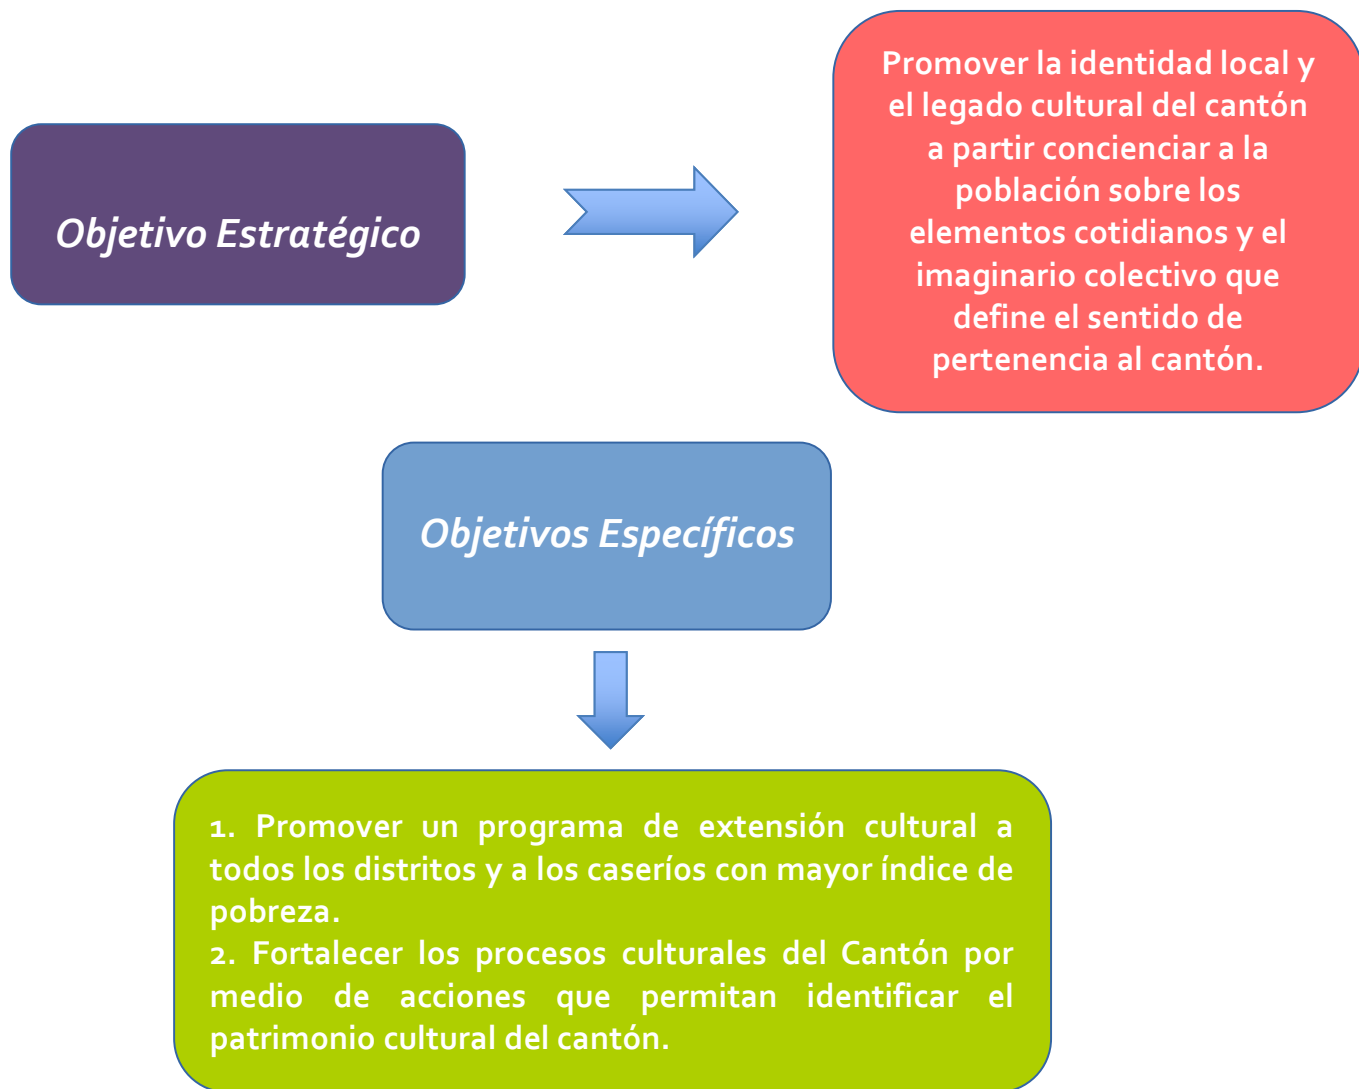 Objetivo Estratégico
Promover la identidad local y
el legado cultural del cantón
a partir concienciar a la
población sobre los
elementos cotidianos y el
imaginario colectivo que
define el sentido de
pertenencia al cantón.
Objetivos Específicos
1. Promover un programa de extensión cultural a
todos los distritos y a los caseríos con mayor índice de
pobreza.
2. Fortalecer los procesos culturales del Cantón por
medio de acciones que permitan identificar el
patrimonio cultural del cantón.